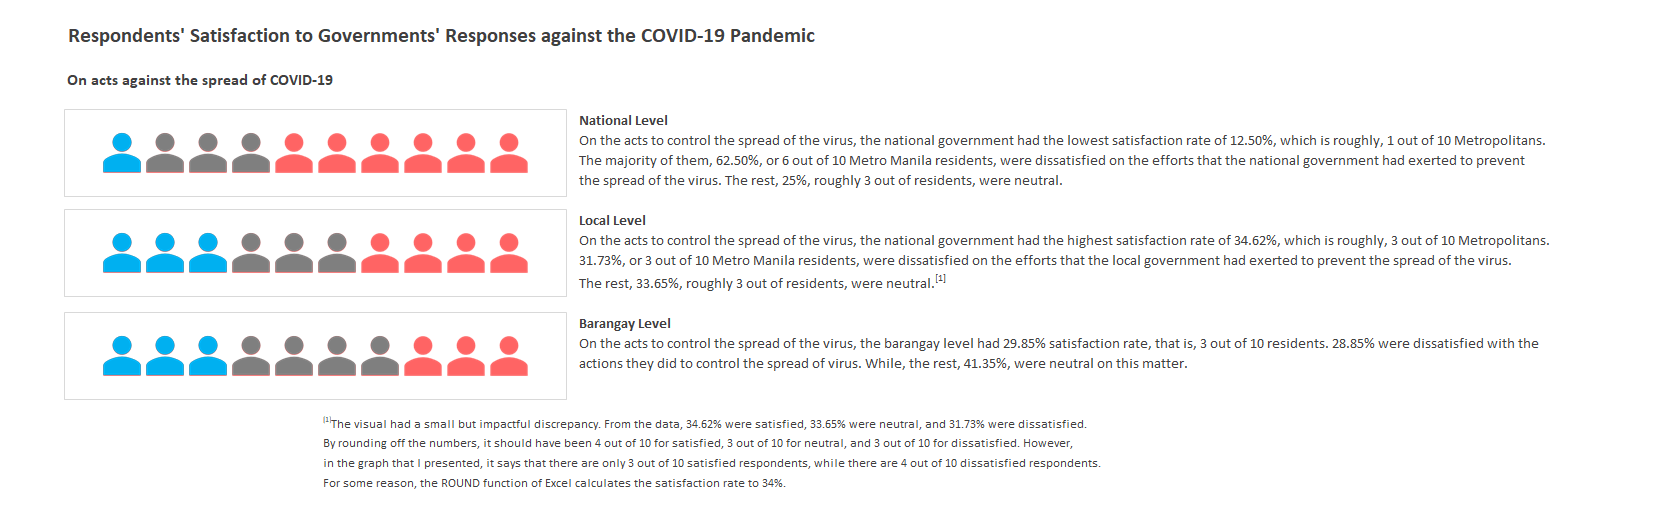 Respondents' Satisfaction to Governments' Responses against the COVID-19 Pandemic
On acts against the spread of COVID-19
National Level
On the acts to control the spread of the virus, the national government had the lowest satisfaction rate of 12.50%, which is roughly, 1 out of 10 Metropolitans.
The majority of them, 62.50%, or 6 out of 10 Metro Manila residents, were dissatisfied on the efforts that the national government had exerted to prevent
the spread of the virus. The rest, 25%, roughly 3 out of residents, were neutral.
Local Level
On the acts to control the spread of the virus, the national government had the highest satisfaction rate of 34.62%, which is roughly, 3 out of 10 Metropolitans.
31.73%, or 3 out of 10 Metro Manila residents, were dissatisfied on the efforts that the local government had exerted to prevent the spread of the virus.
The rest, 33.65%, roughly 3 out of residents, were neutral.[1]
Barangay Level
On the acts to control the spread of the virus, the barangay level had 29.85% satisfaction rate, that is, 3 out of 10 residents. 28.85% were dissatisfied with the
actions they did to control the spread of virus. While, the rest, 41.35%, were neutral on this matter.
[1]The visual had a small but impactful discrepancy. From the data, 34.62% were satisfied, 33.65% were neutral, and 31.73% were dissatisfied.
By rounding off the numbers, it should have been 4 out of 10 for satisfied, 3 out of 10 for neutral, and 3 out of 10 for dissatisfied. However,
in the graph that I presented, it says that there are only 3 out of 10 satisfied respondents, while there are 4 out of 10 dissatisfied respondents.
For some reason, the ROUND function of Excel calculates the satisfaction rate to 34%.